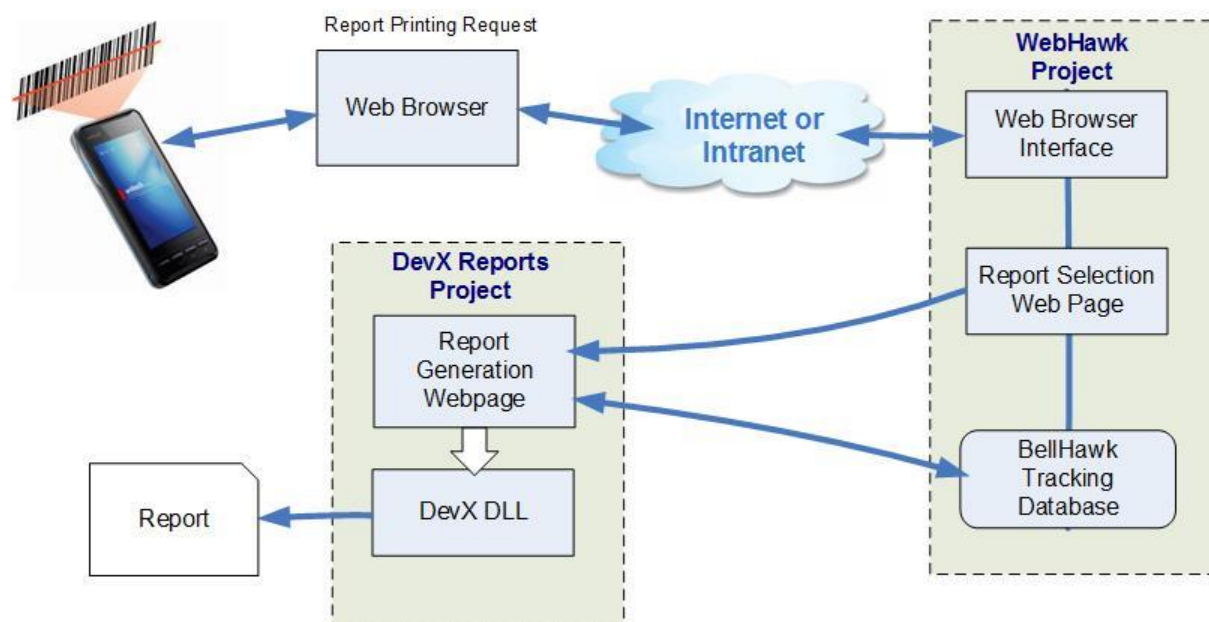 Report Printing Request
Web Browser
Internet or
Intranet
WebHawk
Project
Web Browser
Interface
Report Selection
Web Page
BellHawk
Tracking
Database
DevX Reports
Project
Report
Generation
Webpage
DevX DLL
Report